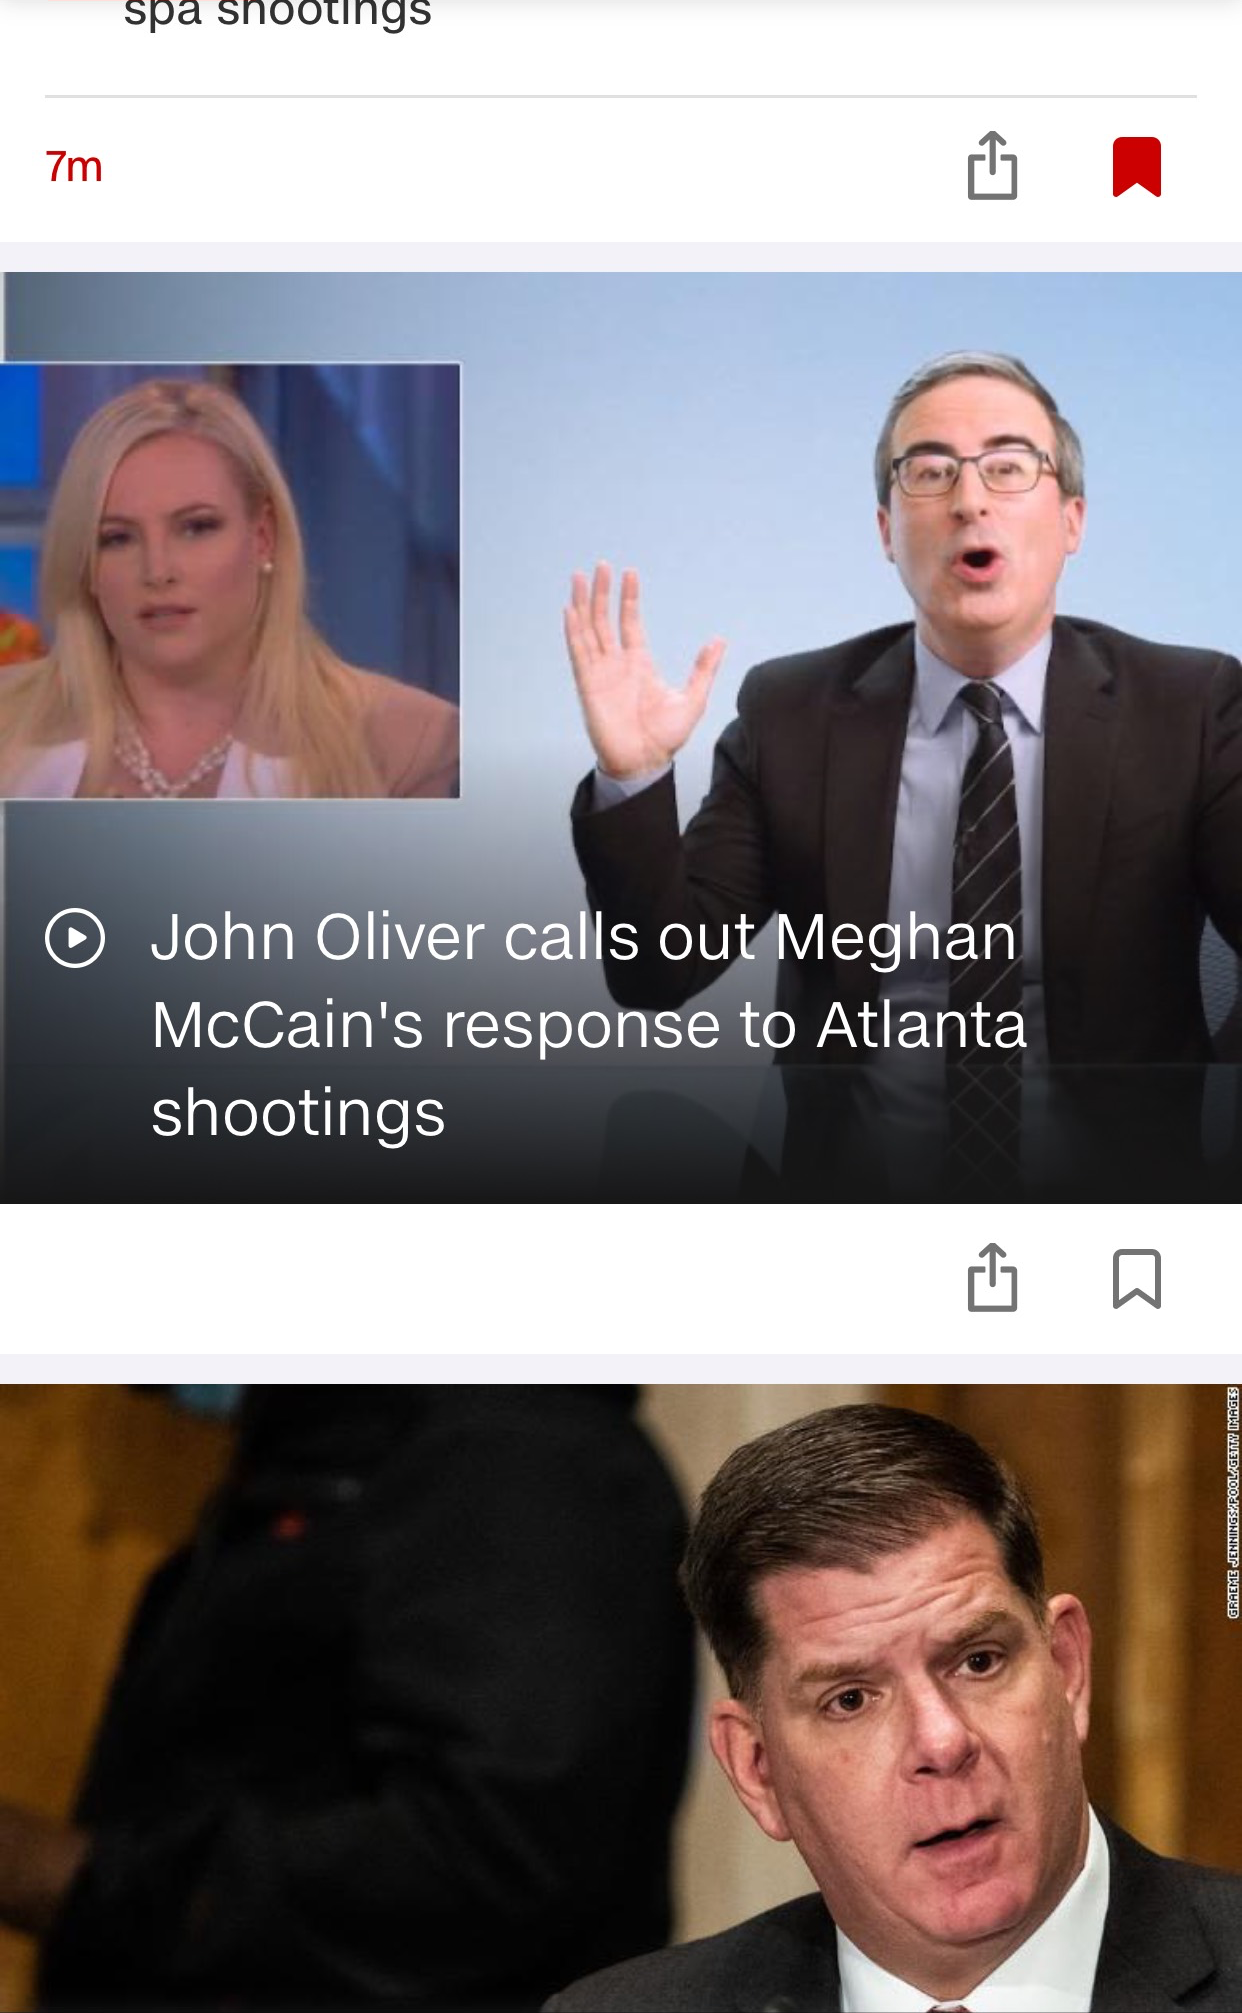 spa shootings
7m
John Oliver calls out Meghan
McCain's response to Atlanta
shootings
GRAEME JENNINGS/POOL/GETTY IMAGES